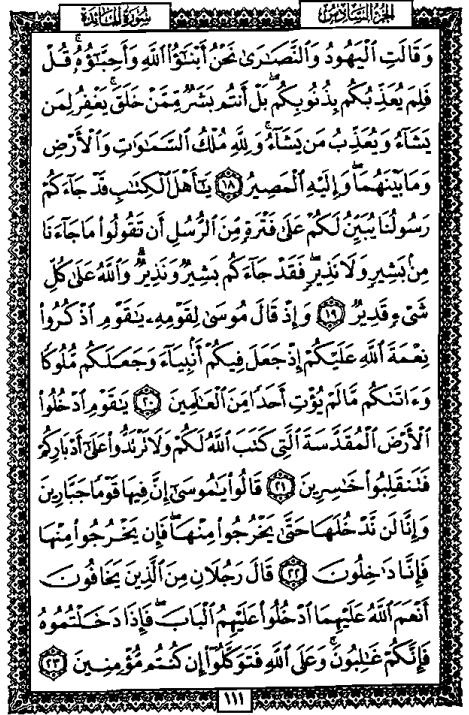 الجزء السادس
سورة المائدة
وَقَالَتِ ٱلْيَهُودُ وَٱلنَّصَٰرَىٰ نَحْنُ أَبْنَٰٓؤُا۟ ٱللَّهِ وَأَحِبَّٰٓؤُهُۥ ۚ قُلْ
فَلِمَ يُعَذِّبُكُم بِذُنُوبِكُم ۖ بَلْ أَنتُم بَشَرٌ مِّمَّنْ خَلَقَ ۚ يَغْفِرُ لِمَن
يَشَآءُ وَيُعَذِّبُ مَن يَشَآءُ ۚ وَلِلَّهِ مُلْكُ ٱلسَّمَٰوَٰتِ وَٱلْأَرْضِ
وَمَا بَيْنَهُمَا ۖ وَإِلَيْهِ ٱلْمَصِيرُ ١٨ يَٰٓأَهْلَ ٱلْكِتَٰبِ قَدْ جَآءَكُمْ
رَسُولُنَا يُبَيِّنُ لَكُمْ عَلَىٰ فَتْرَةٍ مِّنَ ٱلرُّسُلِ أَن تَقُولُوا۟ مَا جَآءَنَا
مِنۢ بَشِيرٍ وَلَا نَذِيرٍ ۖ فَقَدْ جَآءَكُم بَشِيرٌ وَنَذِيرٌ ۗ وَٱللَّهُ عَلَىٰ كُلِّ
شَىْءٍ قَدِيرٌ ١٩ وَإِذْ قَالَ مُوسَىٰ لِقَوْمِهِۦ يَٰقَوْمِ ٱذْكُرُوا۟
نِعْمَةَ ٱللَّهِ عَلَيْكُمْ إِذْ جَعَلَ فِيكُمْ أَنۢبِيَآءَ وَجَعَلَكُم مُّلُوكًا
وَءَاتَىٰكُم مَّا لَمْ يُؤْتِ أَحَدًا مِّنَ ٱلْعَٰلَمِينَ ٢٠ يَٰقَوْمِ ٱدْخُلُوا۟
ٱلْأَرْضَ ٱلْمُقَدَّسَةَ ٱلَّتِى كَتَبَ ٱللَّهُ لَكُمْ وَلَا تَرْتَدُّوا۟ عَلَىٰٓ أَدْبَارِكُمْ
فَتَنقَلِبُوا۟ خَٰسِرِينَ ٢١ قَالُوا۟ يَٰمُوسَىٰٓ إِنَّ فِيهَا قَوْمًا جَبَّارِينَ
وَإِنَّا لَن نَّدْخُلَهَا حَتَّىٰ يَخْرُجُوا۟ مِنْهَا فَإِن يَخْرُجُوا۟ مِنْهَا
فَإِنَّا دَٰخِلُونَ ٢٢ قَالَ رَجُلَانِ مِنَ ٱلَّذِينَ يَخَافُونَ
أَنْعَمَ ٱللَّهُ عَلَيْهِمَا ٱدْخُلُوا۟ عَلَيْهِمُ ٱلْبَابَ ۖ فَإِذَا دَخَلْتُمُوهُ
فَإِنَّكُمْ غَٰلِبُونَ ۚ وَعَلَى ٱللَّهِ فَتَوَكَّلُوٓا۟ إِن كُنتُم مُّؤْمِنِينَ ٢٣
١١١